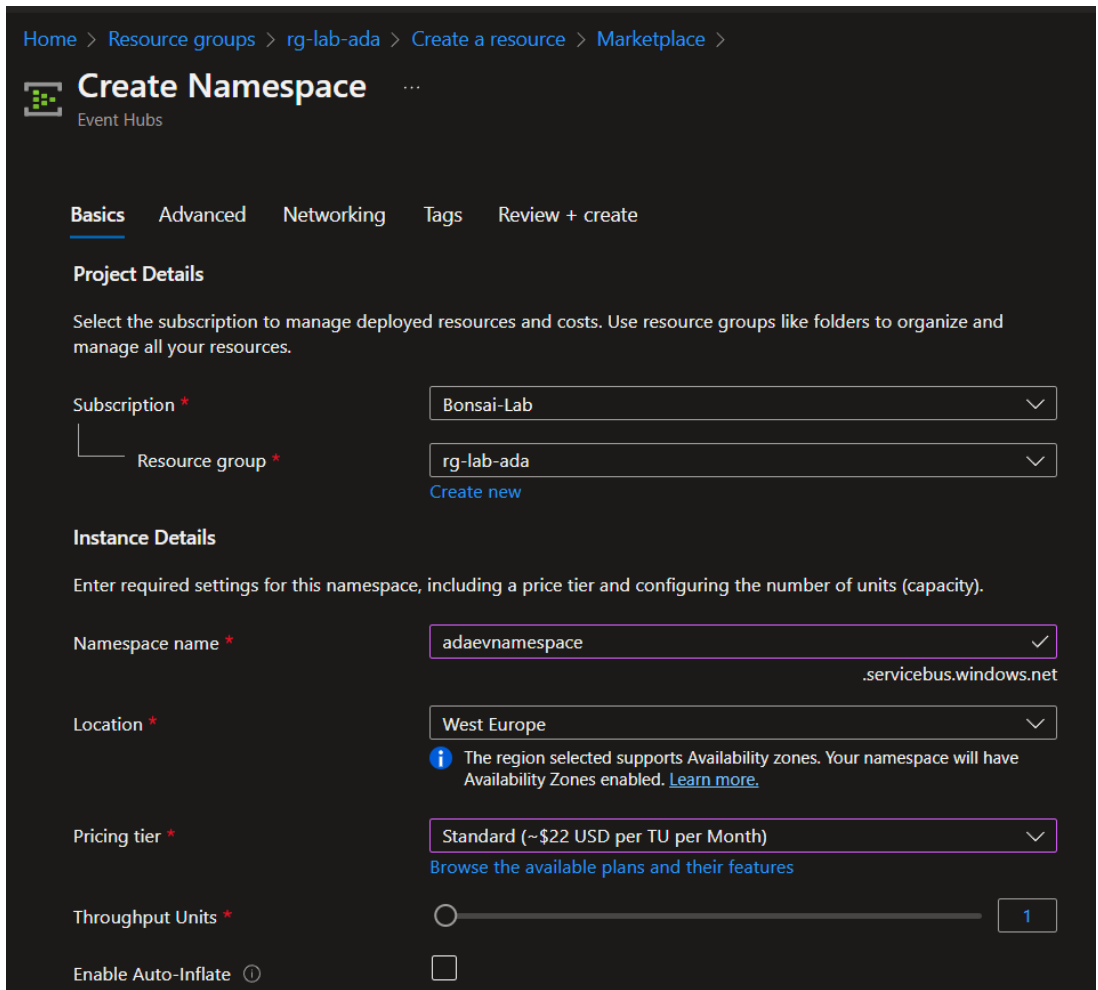 Home > Resource groups > rg-lab-ada > Create a resource > Marketplace >
Create Namespace ...
Event Hubs
Basics Advanced Networking Tags Review + create
Project Details
Select the subscription to manage deployed resources and costs. Use resource groups like folders to organize and
manage all your resources.
Subscription * Bonsai-Lab
Resource group * rg-lab-ada
Create new
Instance Details
Enter required settings for this namespace, including a price tier and configuring the number of units (capacity).
Namespace name * adaevnamespace
.servicebus.windows.net
Location * West Europe
The region selected supports Availability zones. Your namespace will have
Availability Zones enabled. Learn more.
Pricing tier * Standard (~$22 USD per TU per Month)
Browse the available plans and their features
Throughput Units * 1
Enable Auto-Inflate